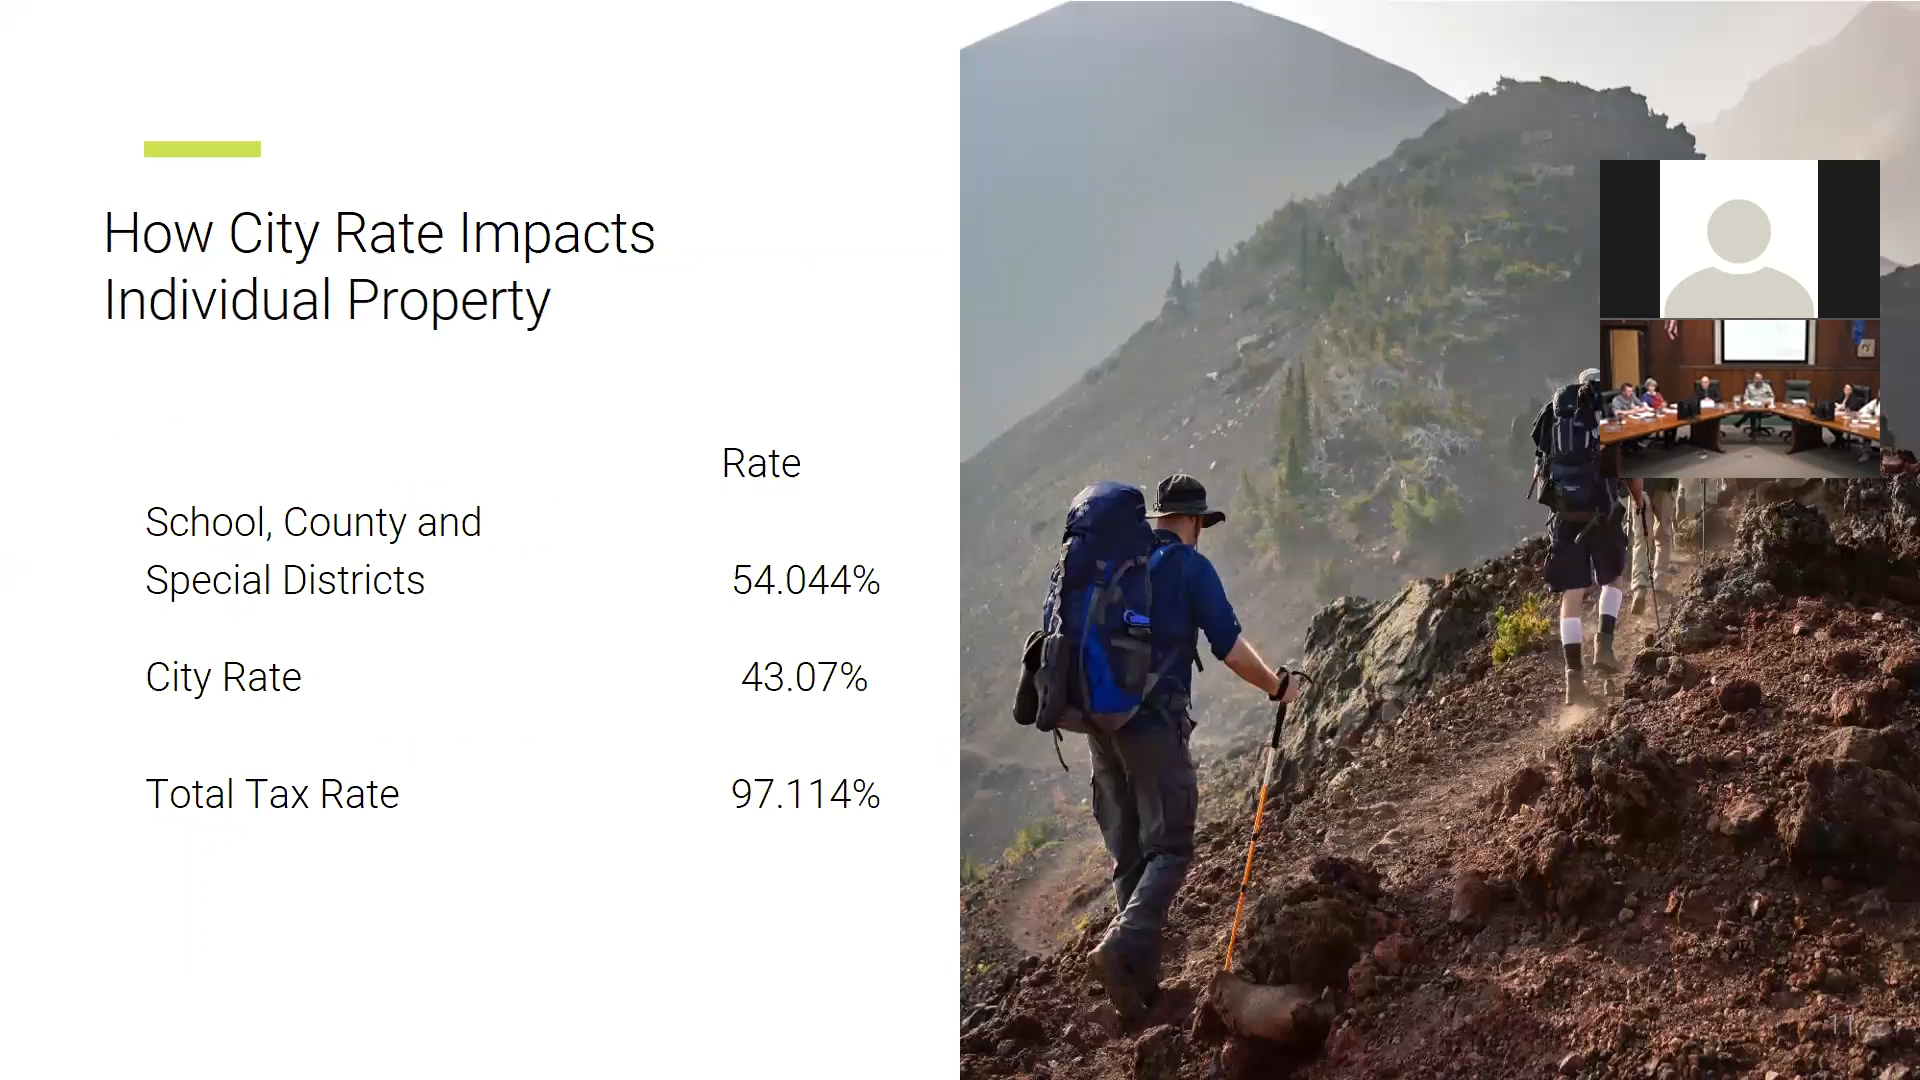 How City Rate Impacts
Individual Property
Rate
School, County and
Special Districts 54.044%
City Rate 43.07%
Total Tax Rate 97.114%
11